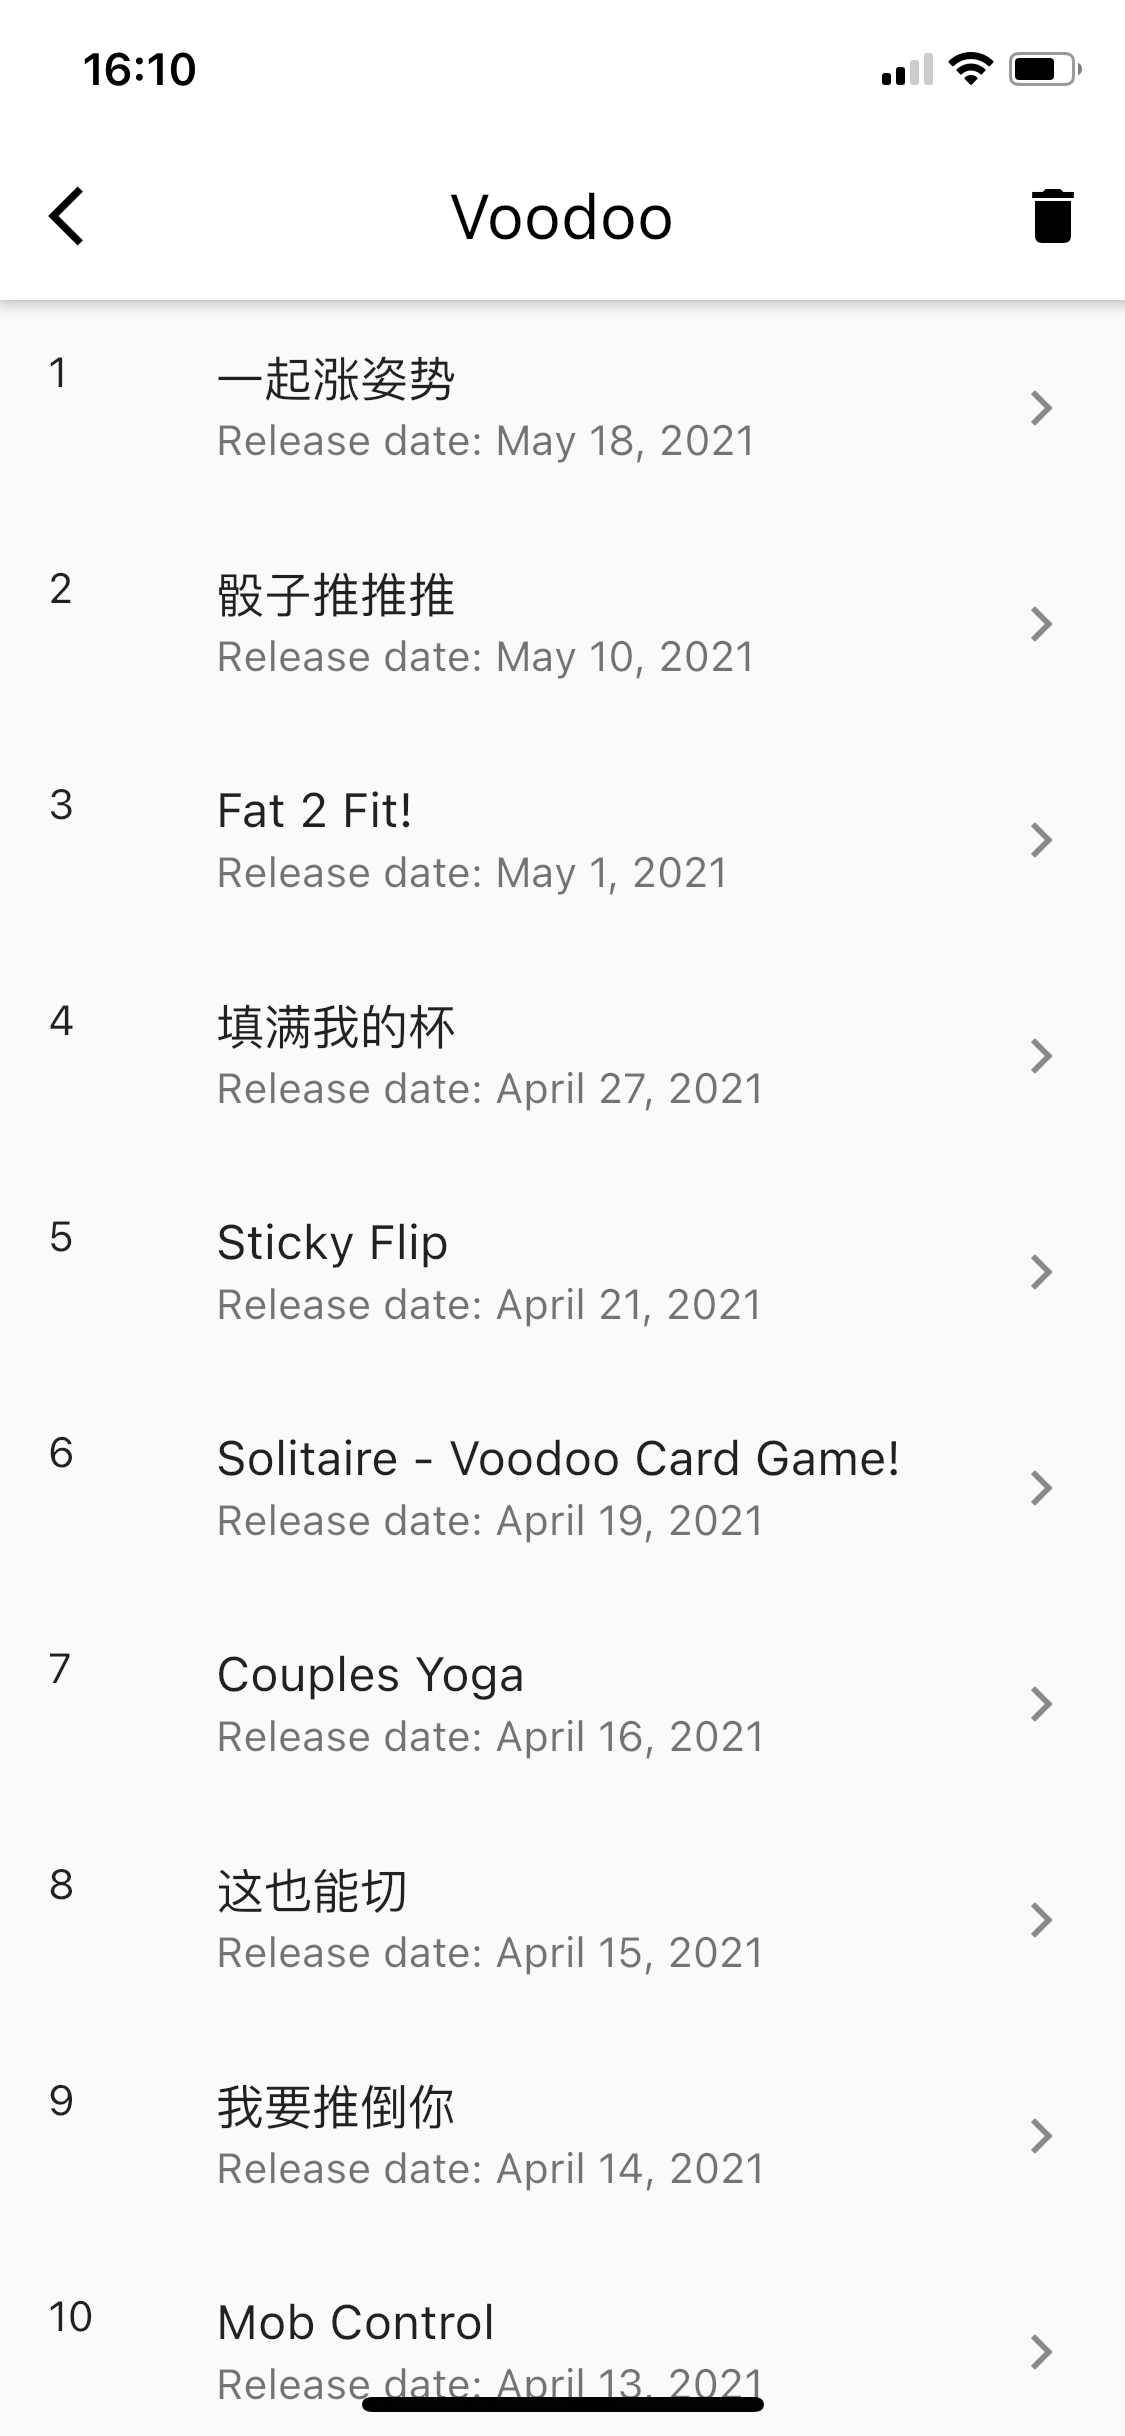 16:10
Voodoo
1
一起涨姿势
Release date: May 18, 2021
2
骰子推推推
Release date: May 10, 2021
3
Fat 2 Fit!
Release date: May 1, 2021
4
填满我的杯
Release date: April 27, 2021
5
Sticky Flip
Release date: April 21, 2021
6
Solitaire - Voodoo Card Game!
Release date: April 19, 2021
7
Couples Yoga
Release date: April 16, 2021
8
这也能切
Release date: April 15, 2021
9
我要推倒你
Release date: April 14, 2021
10
Mob Control
Release date: April 13, 2021